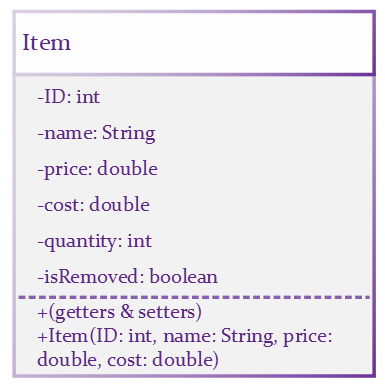 Item
-ID: int
-name: String
-price: double
-cost: double
-quantity: int
-isRemoved: boolean
+(getters & setters)
+Item(ID: int, name: String, price:
double, cost: double)